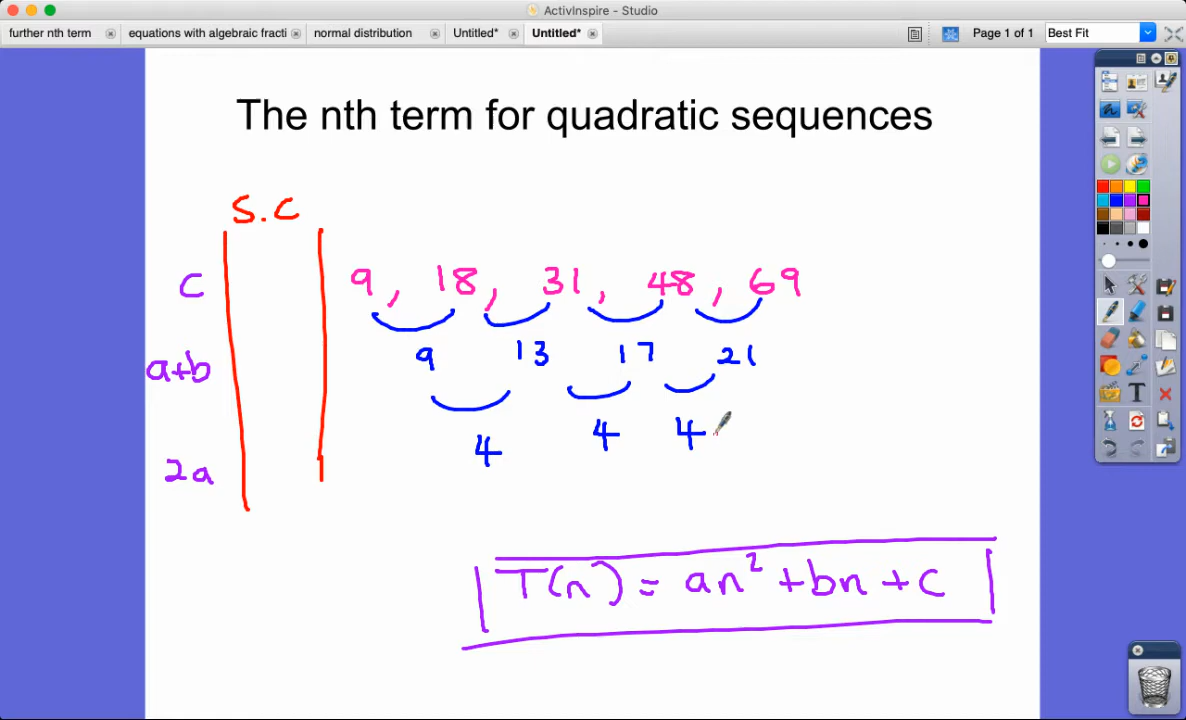 ActivInspire - Studio
further nth term
equations with algebraic fracti
normal distribution
Untitled*
Untitled*
Page 1 of 1
Best Fit
The nth term for quadratic sequences
S.C
c 9, 18, 31, 48, 69
a+b 9 13 17 21
2a 4 4 4
T(n) = an² + bn + c